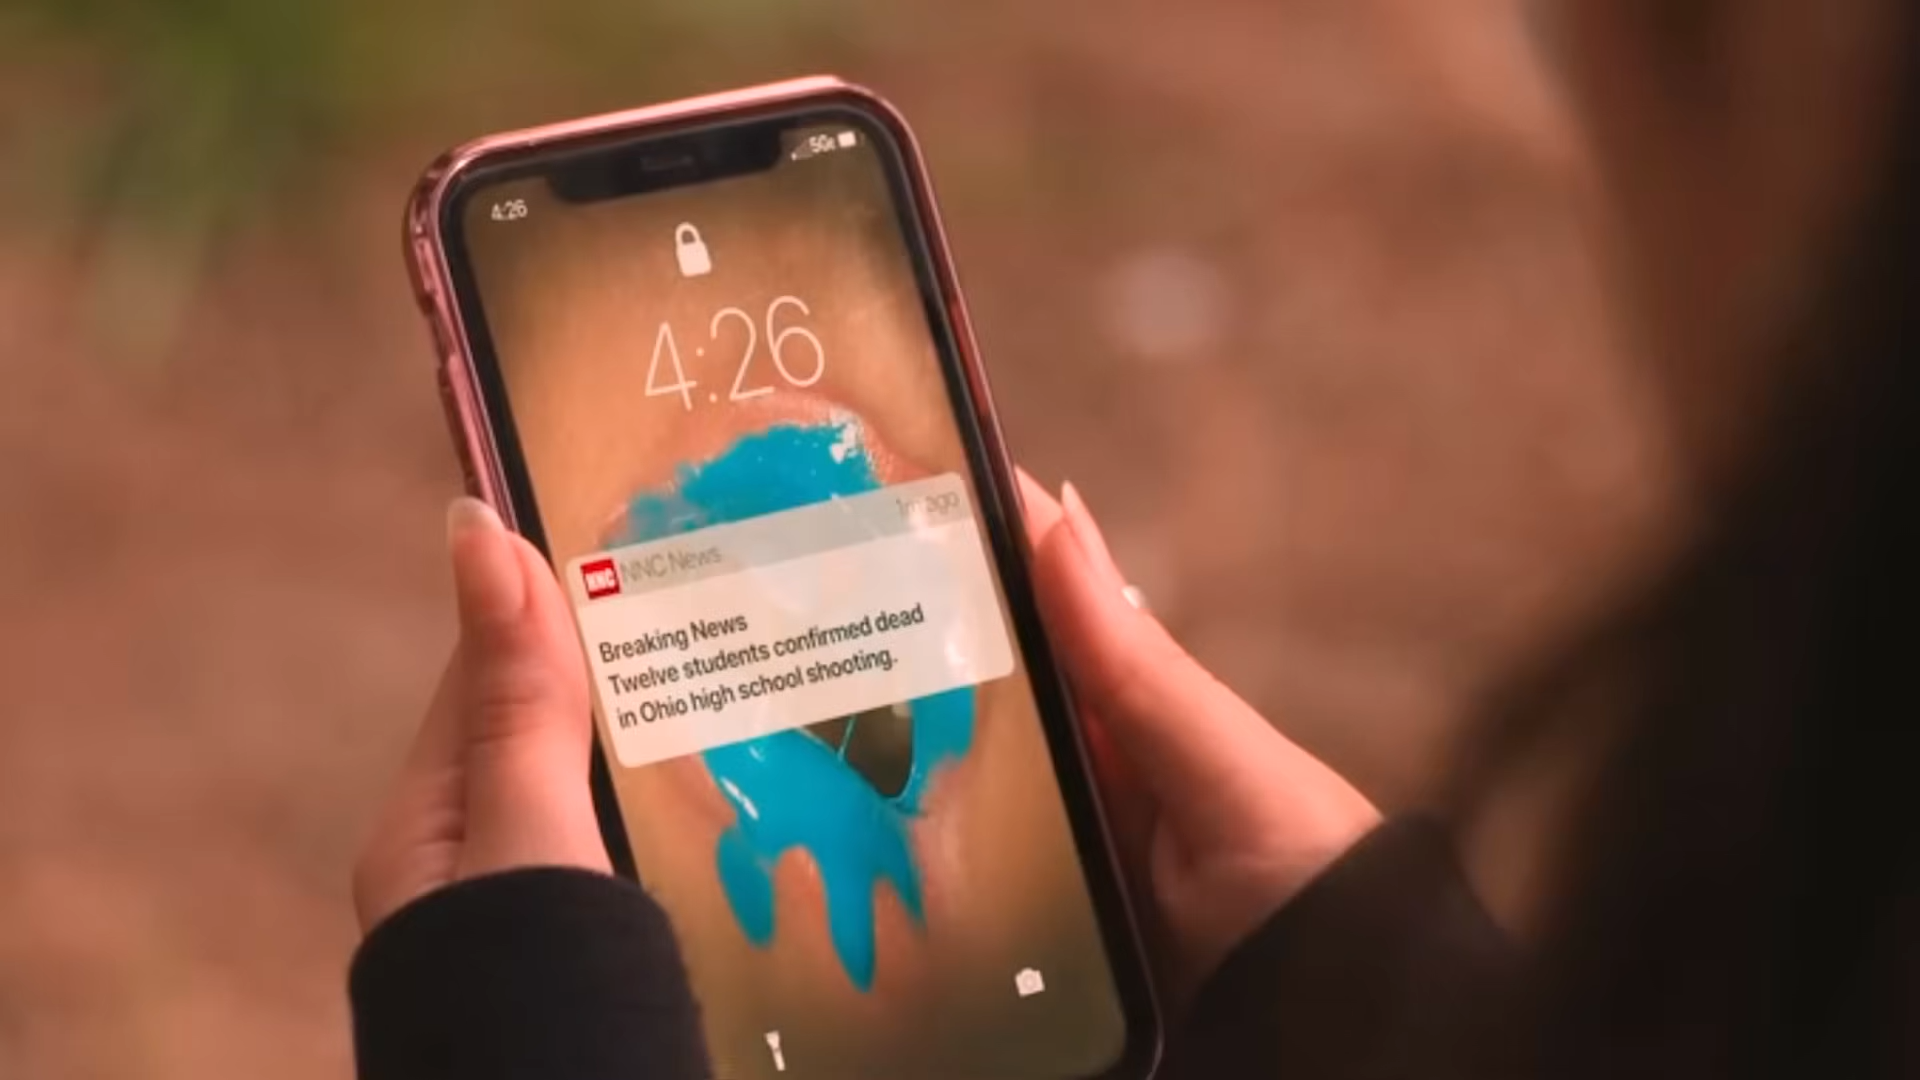 5G
4:26
4:26
NNC
NNC News
1m ago
Breaking News
Twelve students confirmed dead
in Ohio high school shooting.